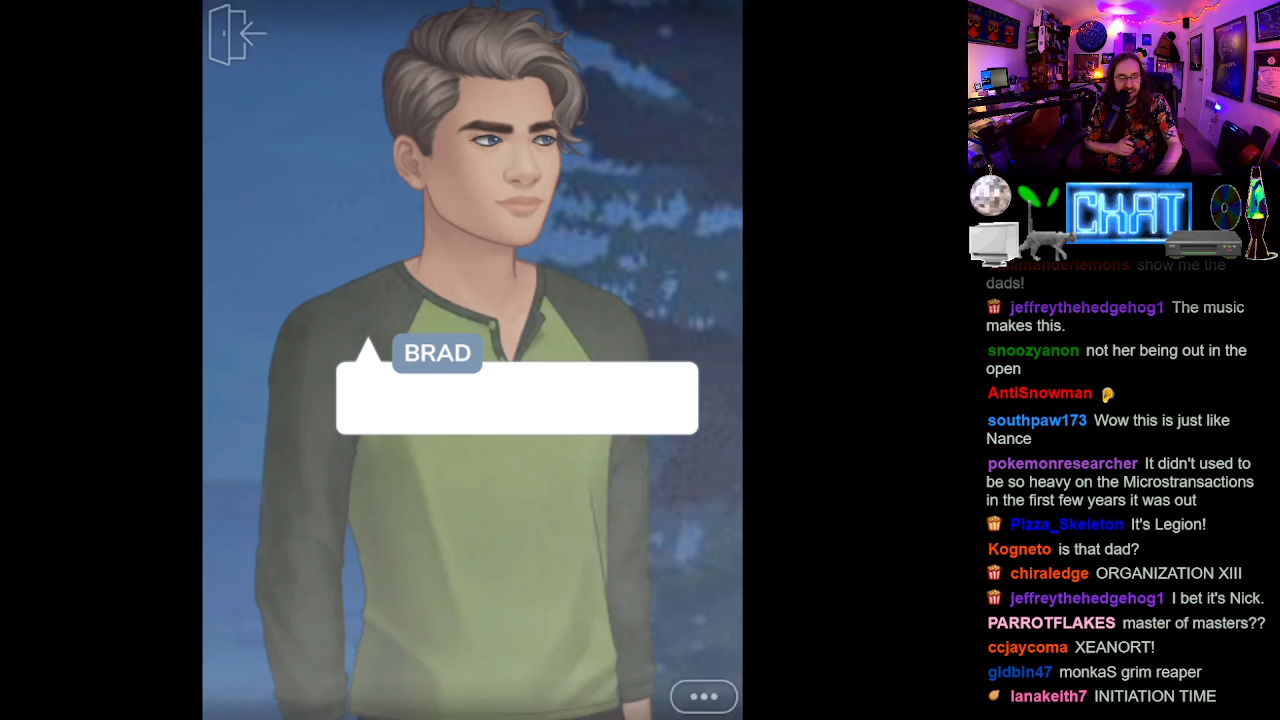 BRAD
CHAT
show me the
dads!
jeffreythehedgehog1 The music
makes this.
snoozyanon not her being out in the
open
AntiSnowman
southpaw173 Wow this is just like
Nance
pokemonresearcher It didn't used to
be so heavy on the Microstransactions
in the first few years it was out
Pizza_Skeleton It's Legion!
Kogneto is that dad?
chiraledge ORGANIZATION XIII
jeffreythehedgehog1 I bet it's Nick.
PARROTFLAKES master of masters??
ccjaycoma XEANORT!
gidbin47 monkaS grim reaper
lanakeith7 INITIATION TIME